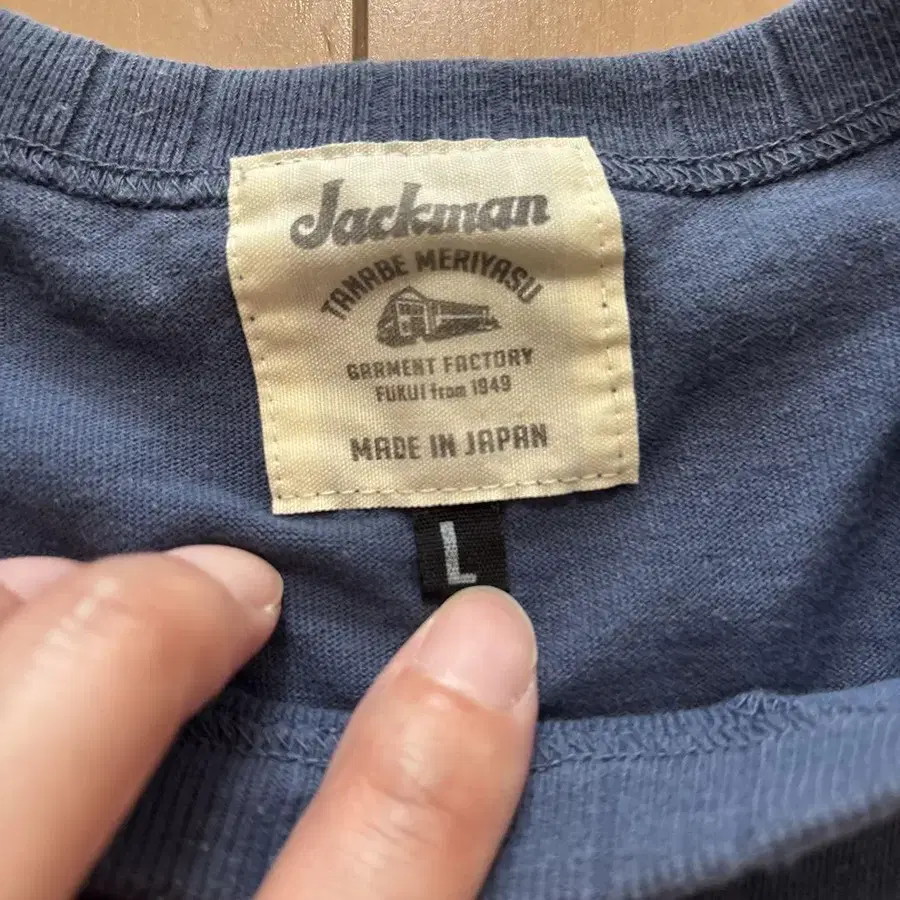 Jackman
TANABE MERIYASU
GARMENT FACTORY
FUKUI from 1949
MADE IN JAPAN
L